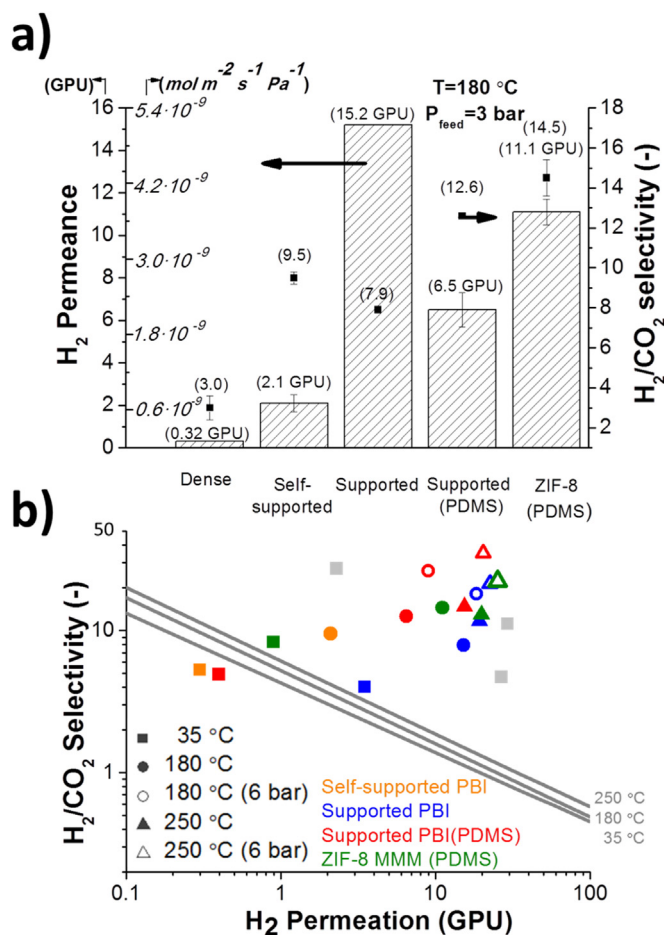 a)
(GPU) (mol m-2 s-1 Pa-1)
T=180 °C
Pfeed=3 bar
16
14
12
10
8
6
4
2
0
5.4·10-9
4.2·10-9
3.0·10-9
1.8·10-9
0.6·10-9
18
16
14
12
10
8
6
4
2
H2 Permeance
H2/CO2 selectivity (-)
(3.0)
(0.32 GPU)
(9.5)
(2.1 GPU)
(15.2 GPU)
(7.9)
(12.6)
(6.5 GPU)
(14.5)
(11.1 GPU)
Dense
Self-
supported
Supported
Supported
(PDMS)
ZIF-8
(PDMS)
b)
50
10
1
H2/CO2 Selectivity (-)
35 °C
180 °C
180 °C (6 bar)
250 °C
250 °C (6 bar)
Self-supported PBI
Supported PBI
Supported PBI(PDMS)
ZIF-8 MMM (PDMS)
250 °C
180 °C
35 °C
0.1 1 10 100
H2 Permeation (GPU)